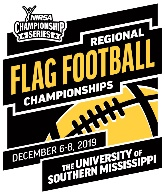 NIRSA
CHAMPIONSHIP
SERIES
REGIONAL
FLAG FOOTBALL
CHAMPIONSHIPS
DECEMBER 6-8, 2019
THE UNIVERSITY OF
SOUTHERN MISSISSIPPI